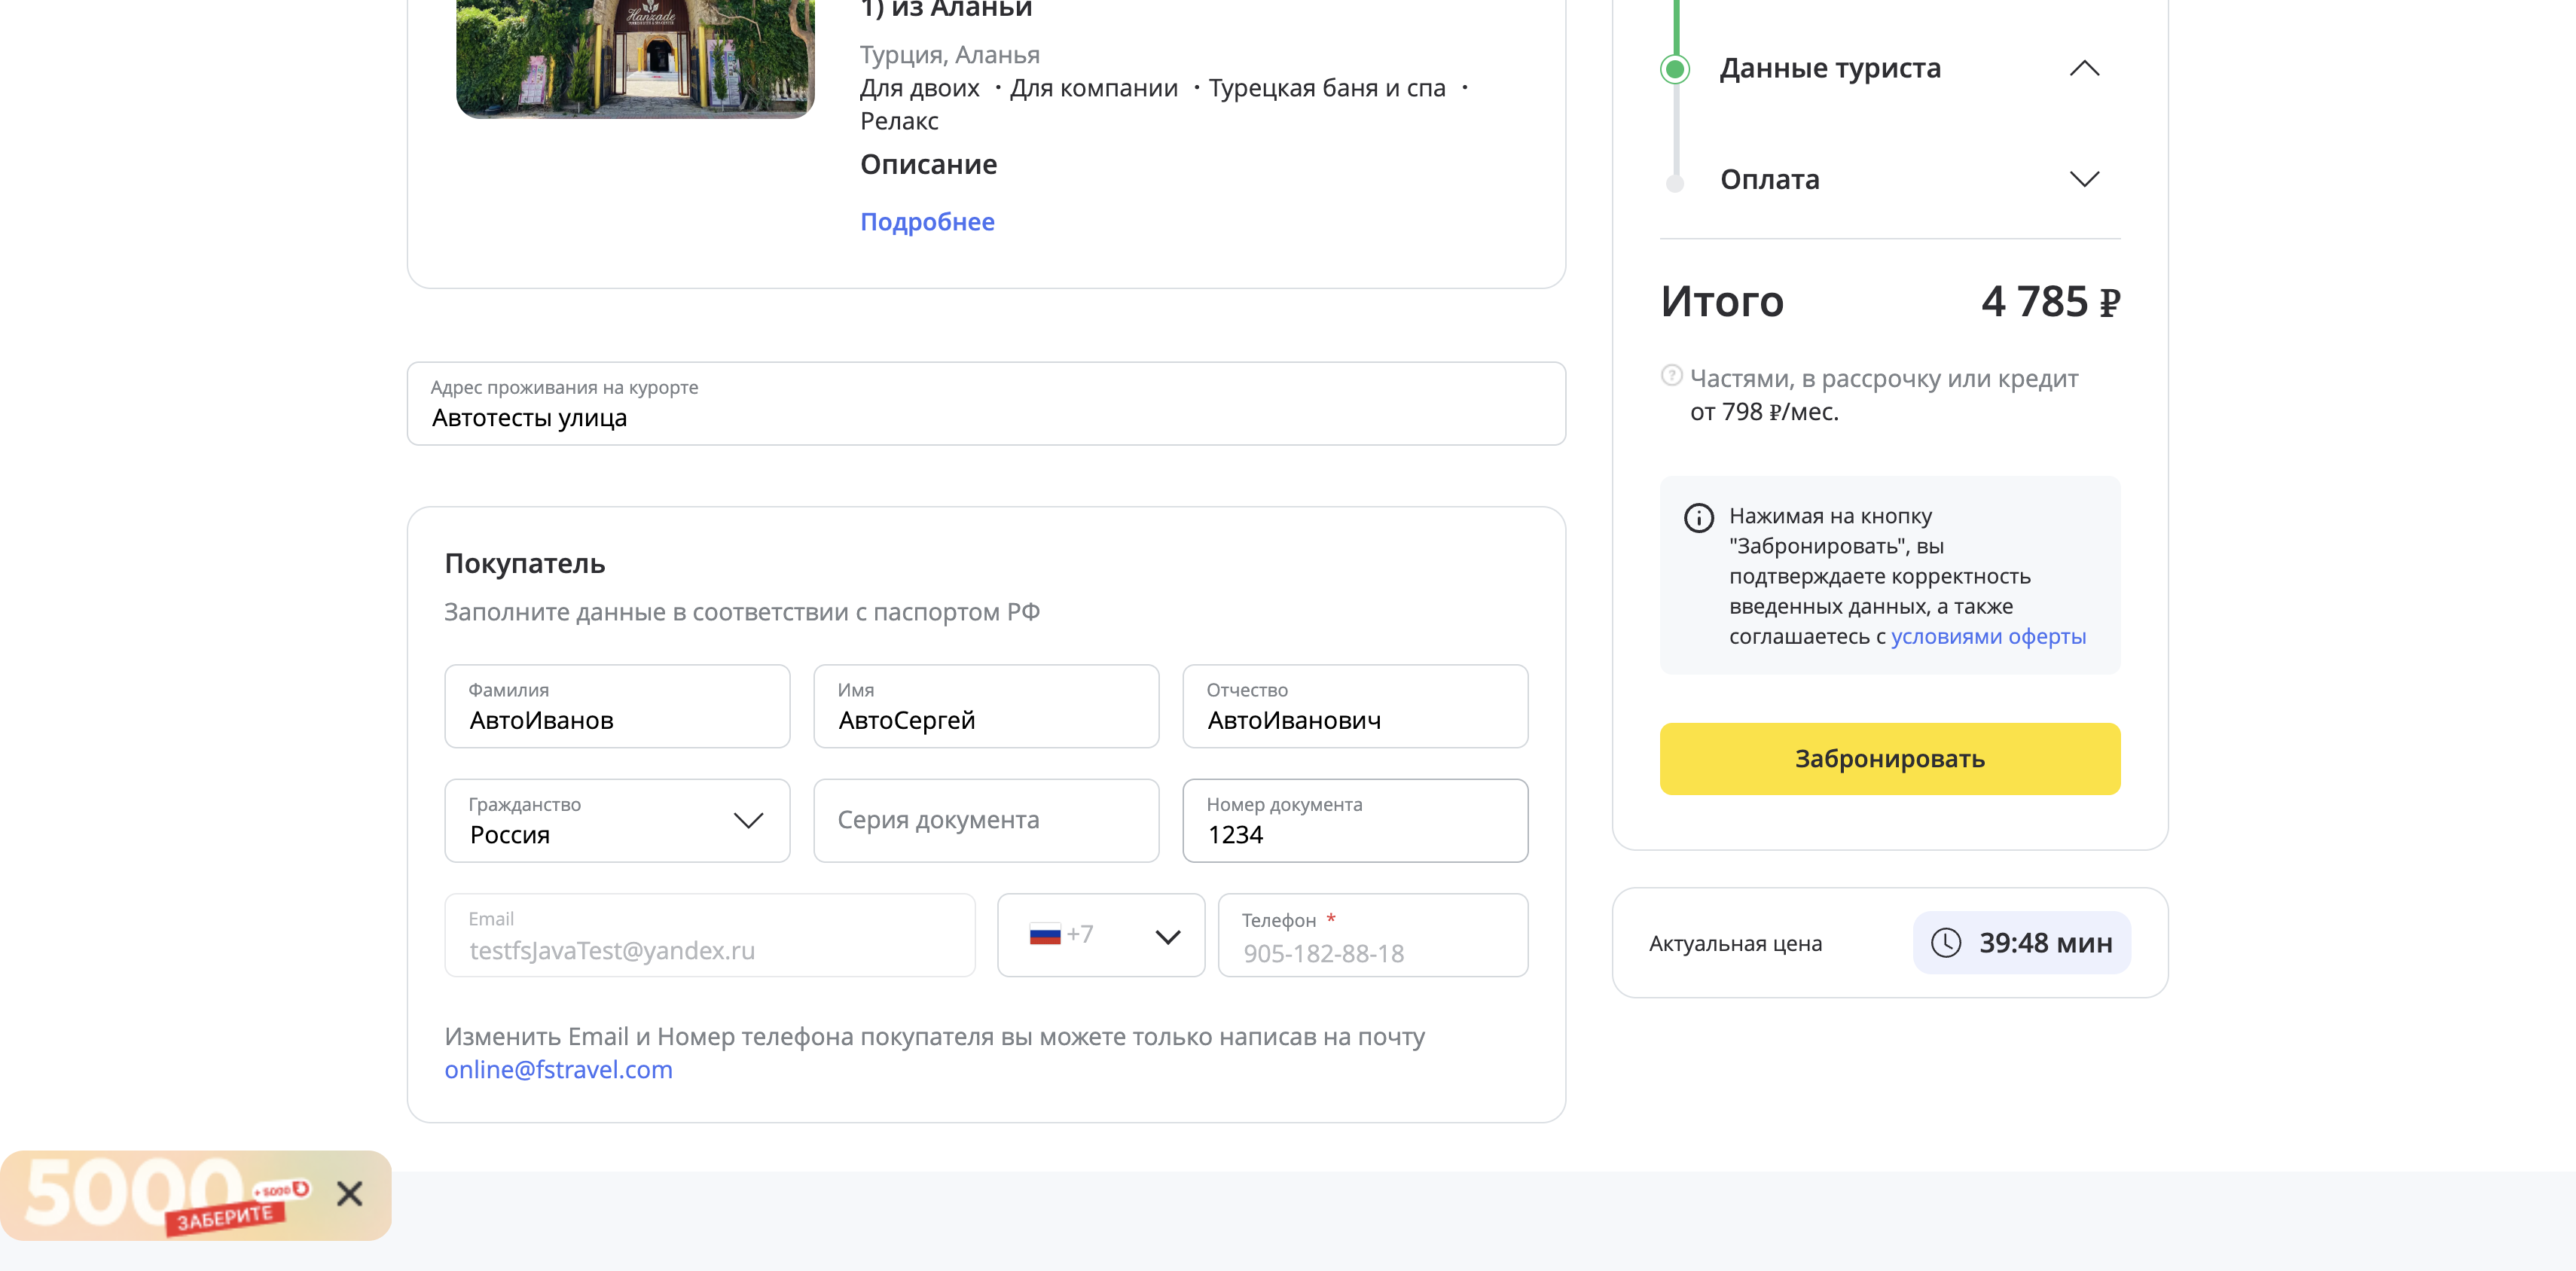 Hanzade
1) из Аланьи
Турция, Аланья
Для двоих · Для компании · Турецкая баня и спа ·
Релакс
Описание
Подробнее
Адрес проживания на курорте
Автотесты улица
Покупатель
Заполните данные в соответствии с паспортом РФ
Фамилия
АвтоИванов
Имя
АвтоСергей
Отчество
АвтоИванович
Гражданство
Россия
Серия документа
Номер документа
1234
Email
testfsJavaTest@yandex.ru
+7
Телефон *
905-182-88-18
Изменить Email и Номер телефона покупателя вы можете только написав на почту
online@fstravel.com
Данные туриста
Оплата
Итого 4 785 ₽
Частями, в рассрочку или кредит
от 798 ₽/мес.
Нажимая на кнопку
"Забронировать", вы
подтверждаете корректность
введенных данных, а также
соглашаетесь с условиями оферты
Забронировать
Актуальная цена
39:48 мин
5000
+5000
ЗАБЕРИТЕ